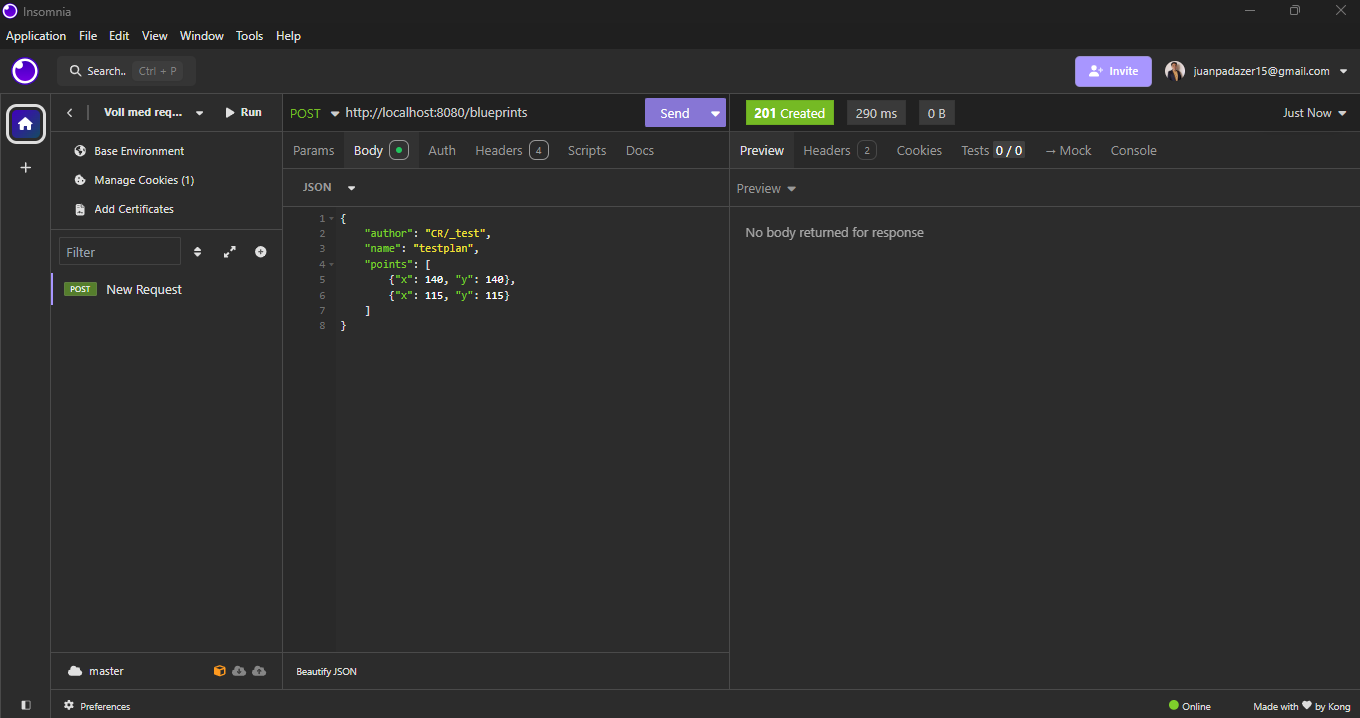 Insomnia
Application File Edit View Window Tools Help
Search.. Ctrl + P
Invite
juanpadazer15@gmail.com
Voll med req...
Run
Base Environment
Manage Cookies (1)
Add Certificates
Filter
POST New Request
master
Preferences
POST http://localhost:8080/blueprints
Send
Params Body Auth Headers 4 Scripts Docs
JSON
1 {
2 "author": "CR/_test",
3 "name": "testplan",
4 "points": [
5 {"x": 140, "y": 140},
6 {"x": 115, "y": 115}
7 ]
8 }
Beautify JSON
201 Created 290 ms 0 B
Just Now
Preview Headers 2 Cookies Tests 0 / 0 → Mock Console
Preview
No body returned for response
Online
Made with ❤ by Kong